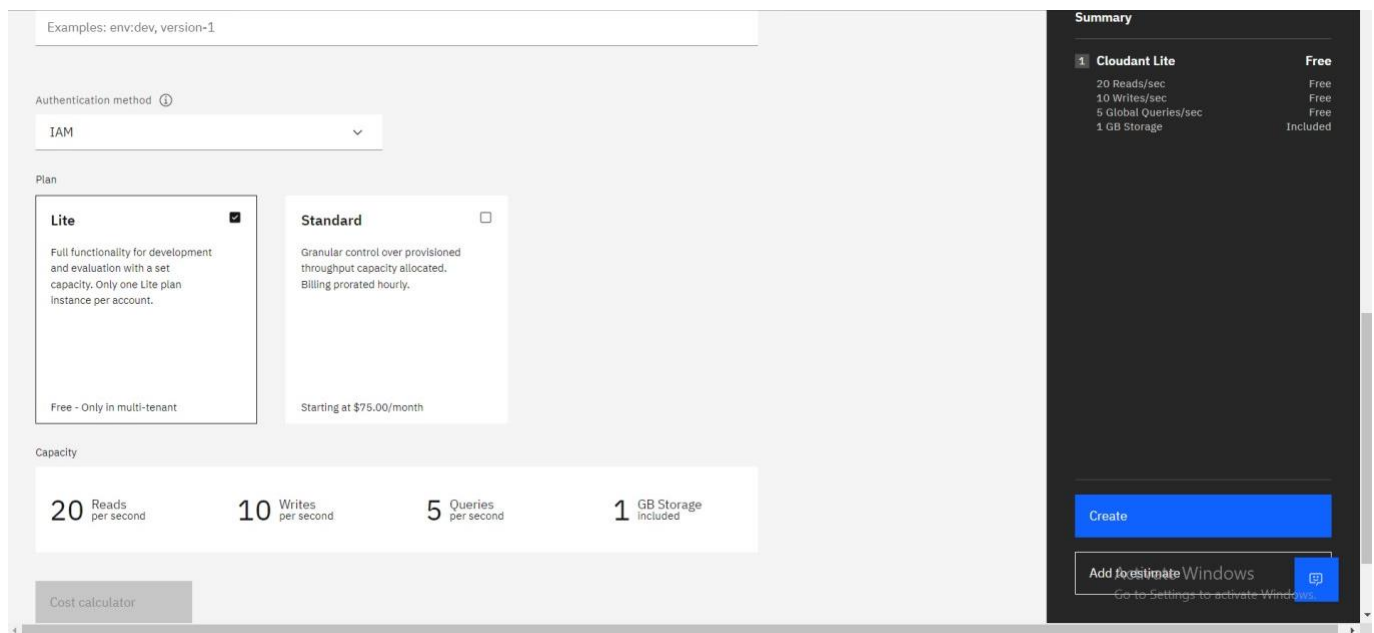 Examples: env:dev, version-1
Authentication method
IAM
Plan
Lite
Full functionality for development
and evaluation with a set
capacity. Only one Lite plan
instance per account.
Free - Only in multi-tenant
Standard
Granular control over provisioned
throughput capacity allocated.
Billing prorated hourly.
Starting at $75.00/month
Capacity
20 Reads per second
10 Writes per second
5 Queries per second
1 GB Storage included
Cost calculator
Summary
1 Cloudant Lite Free
20 Reads/sec Free
10 Writes/sec Free
5 Global Queries/sec Free
1 GB Storage Included
Create
Add to estimate
Activate Windows
Go to Settings to activate Windows.